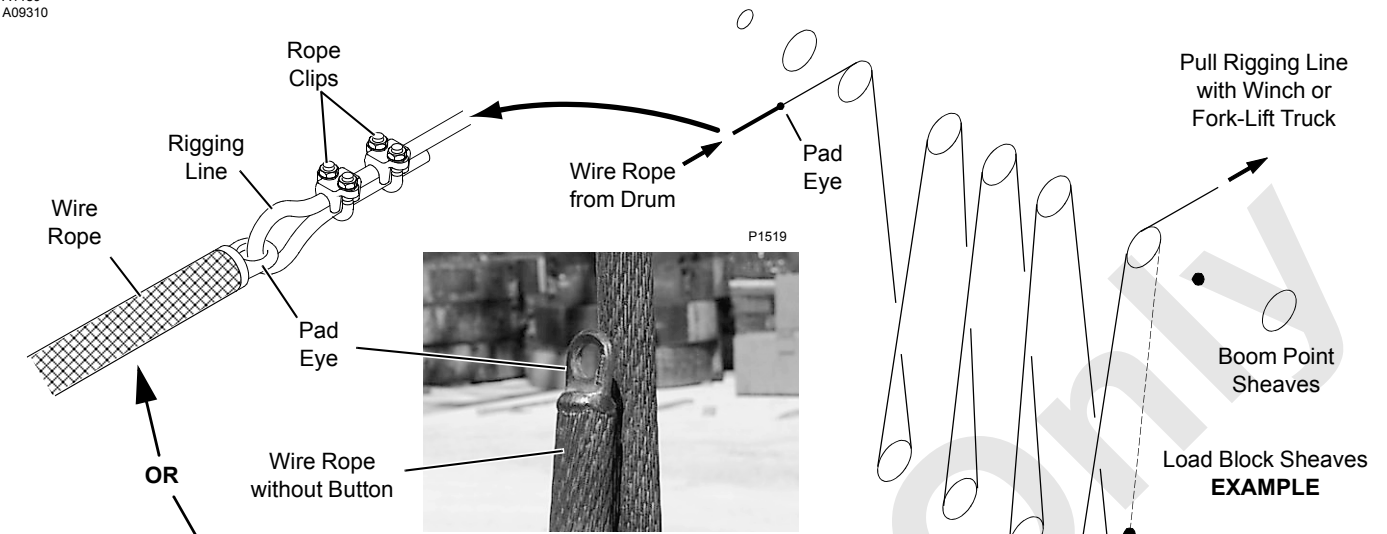 A09310
Rope
Clips
Rigging
Line
Wire
Rope
Pad
Eye
OR
Wire Rope
without Button
P1519
Wire Rope
from Drum
Pad
Eye
Pull Rigging Line
with Winch or
Fork-Lift Truck
Boom Point
Sheaves
Load Block Sheaves
EXAMPLE
Only